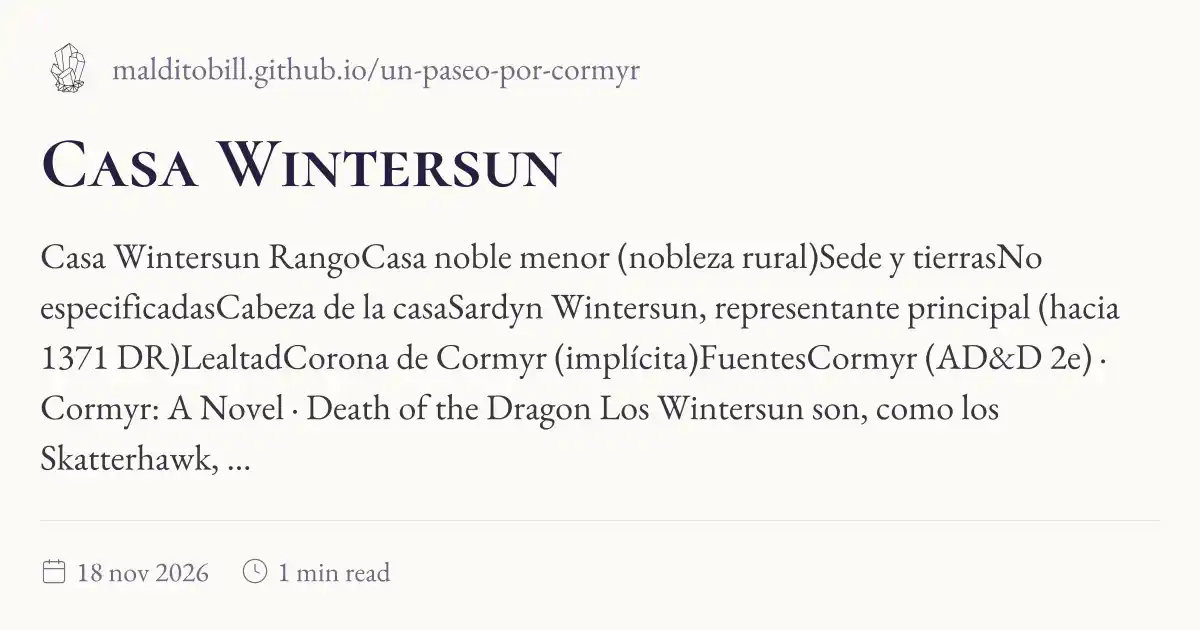 malditobill.github.io/un-paseo-por-cormyr
Casa Wintersun
Casa Wintersun RangoCasa noble menor (nobleza rural)Sede y tierrasNo
especificadasCabeza de la casaSardyn Wintersun, representante principal (hacia
1371 DR)LealtadCorona de Cormyr (implícita)FuentesCormyr (AD&D 2e) ·
Cormyr: A Novel · Death of the Dragon Los Wintersun son, como los
Skatterhawk, ...
18 nov 2026 1 min read